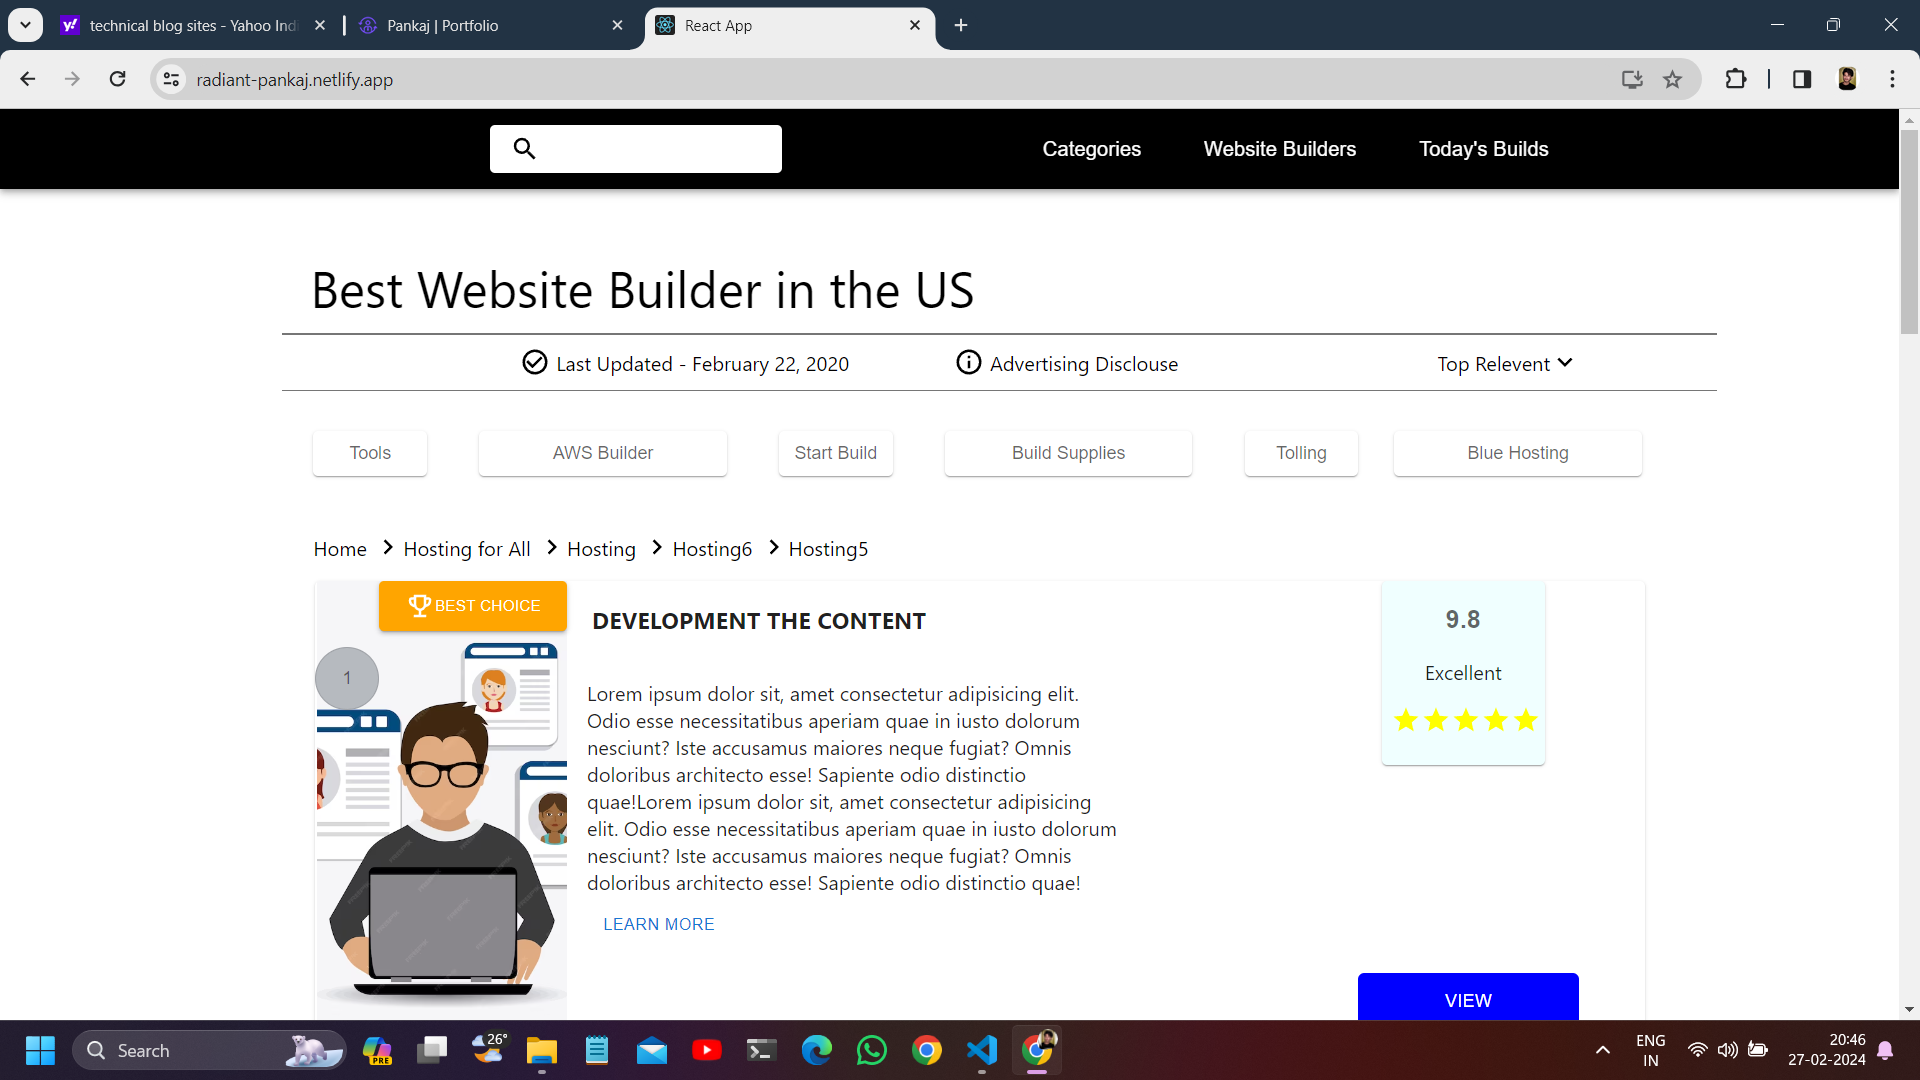 technical blog sites - Yahoo Indi
Pankaj | Portfolio
React App
radiant-pankaj.netlify.app
Categories
Website Builders
Today's Builds
Best Website Builder in the US
Last Updated - February 22, 2020
Advertising Disclouse
Top Relevent
Tools
AWS Builder
Start Build
Build Supplies
Tolling
Blue Hosting
Home
Hosting for All
Hosting
Hosting6
Hosting5
BEST CHOICE
1
DEVELOPMENT THE CONTENT
Lorem ipsum dolor sit, amet consectetur adipisicing elit.
Odio esse necessitatibus aperiam quae in iusto dolorum
nesciunt? Iste accusamus maiores neque fugiat? Omnis
doloribus architecto esse! Sapiente odio distinctio
quae!Lorem ipsum dolor sit, amet consectetur adipisicing
elit. Odio esse necessitatibus aperiam quae in iusto dolorum
nesciunt? Iste accusamus maiores neque fugiat? Omnis
doloribus architecto esse! Sapiente odio distinctio quae!
LEARN MORE
9.8
Excellent
VIEW
Search
PRE
26°
ENG
IN
20:46
27-02-2024